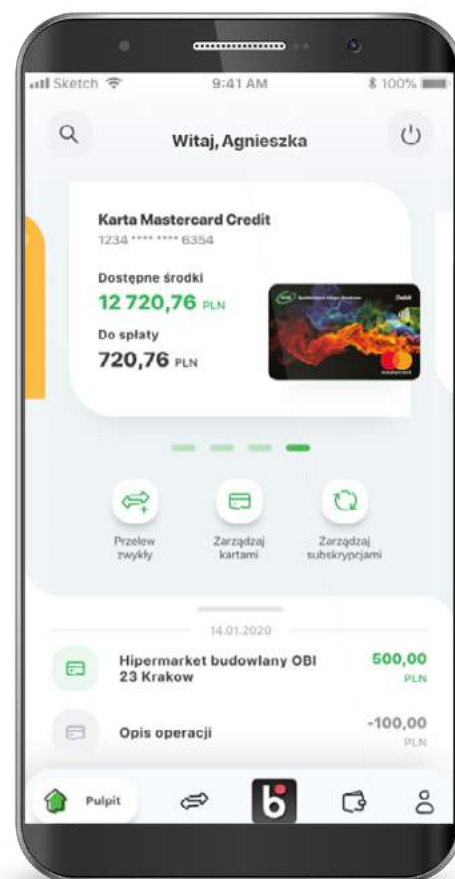 Sketch
9:41 AM
100%
Witaj, Agnieszka
Karta Mastercard Credit
1234 **** **** 6354
Dostępne środki
12 720,76 PLN
Do spłaty
720,76 PLN
Debit
mastercard
Przelew
zwykły
Zarządzaj
kartami
Zarządzaj
subskrypcjami
14.01.2020
Hipermarket budowlany OBI
23 Krakow
500,00
PLN
Opis operacji
-100,00
PLN
Pulpit
b